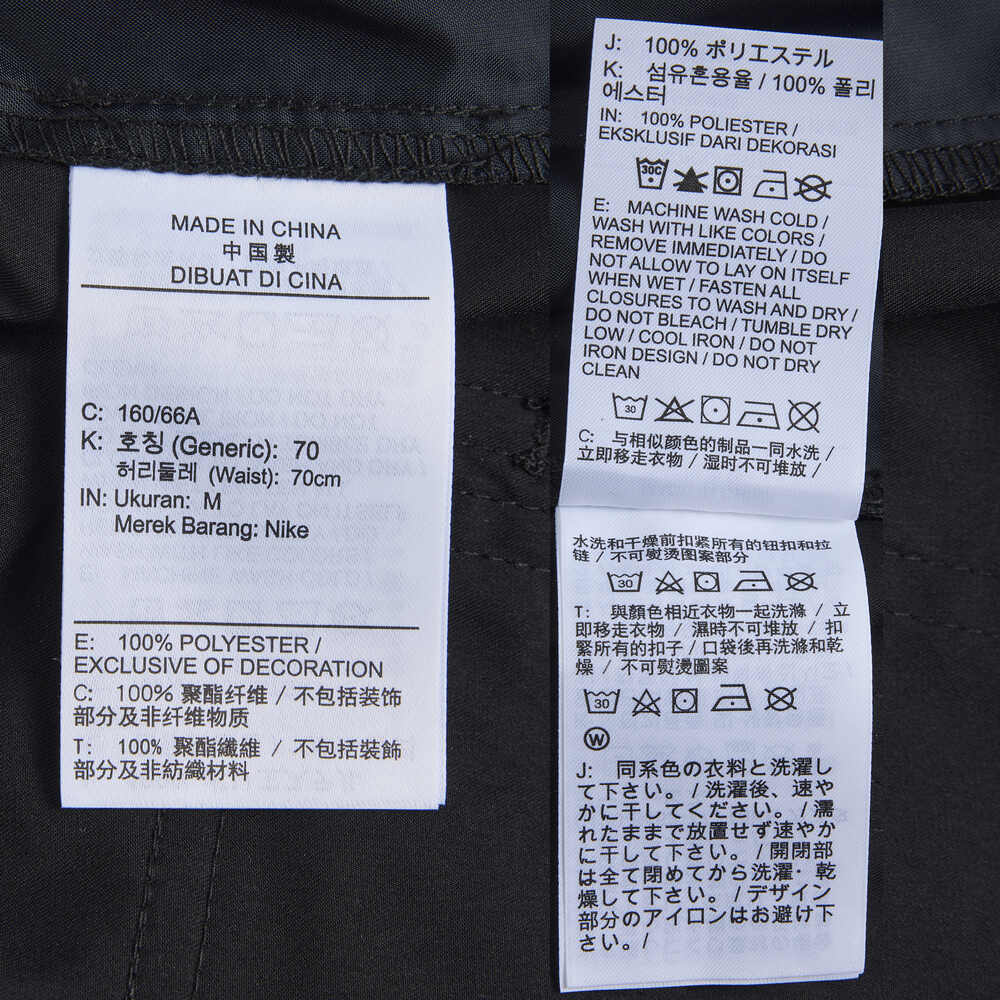 MADE IN CHINA
中国製
DIBUAT DI CINA
C: 160/66A
K: 호칭 (Generic): 70
허리둘레 (Waist): 70cm
IN: Ukuran: M
Merek Barang: Nike
E: 100% POLYESTER /
EXCLUSIVE OF DECORATION
C: 100% 聚酯纤维 / 不包括装饰
部分及非纤维物质
T: 100% 聚酯纖維 / 不包括裝飾
部分及非紡織材料
J: 100% ポリエステル
K: 섬유혼용율 / 100% 폴리
에스터
IN: 100% POLIESTER /
EKSKLUSIF DARI DEKORASI
30C
E: MACHINE WASH COLD /
WASH WITH LIKE COLORS /
REMOVE IMMEDIATELY / DO
NOT ALLOW TO LAY ON ITSELF
WHEN WET / FASTEN ALL
CLOSURES TO WASH AND DRY /
DO NOT BLEACH / TUMBLE DRY
LOW / COOL IRON / DO NOT
IRON DESIGN / DO NOT DRY
CLEAN
30
C: 与相似颜色的制品一同水洗 /
立即移走衣物 / 湿时不可堆放 /
水洗和干燥前扣紧所有的钮扣和拉
链 / 不可熨烫图案部分
30
T: 與顏色相近衣物一起洗滌 / 立
即移走衣物 / 濕時不可堆放 / 扣
緊所有的扣子 / 口袋後再洗滌和乾
燥 / 不可熨燙圖案
30
W
J: 同系色の衣料と洗濯し
て下さい。 / 洗濯後、速や
かに干してください。 / 濡
れたままで放置せず速やか
に干して下さい。 / 開閉部
は全て閉めてから洗濯・乾
燥して下さい。 / デザイン
部分のアイロンはお避け下
さい。 /